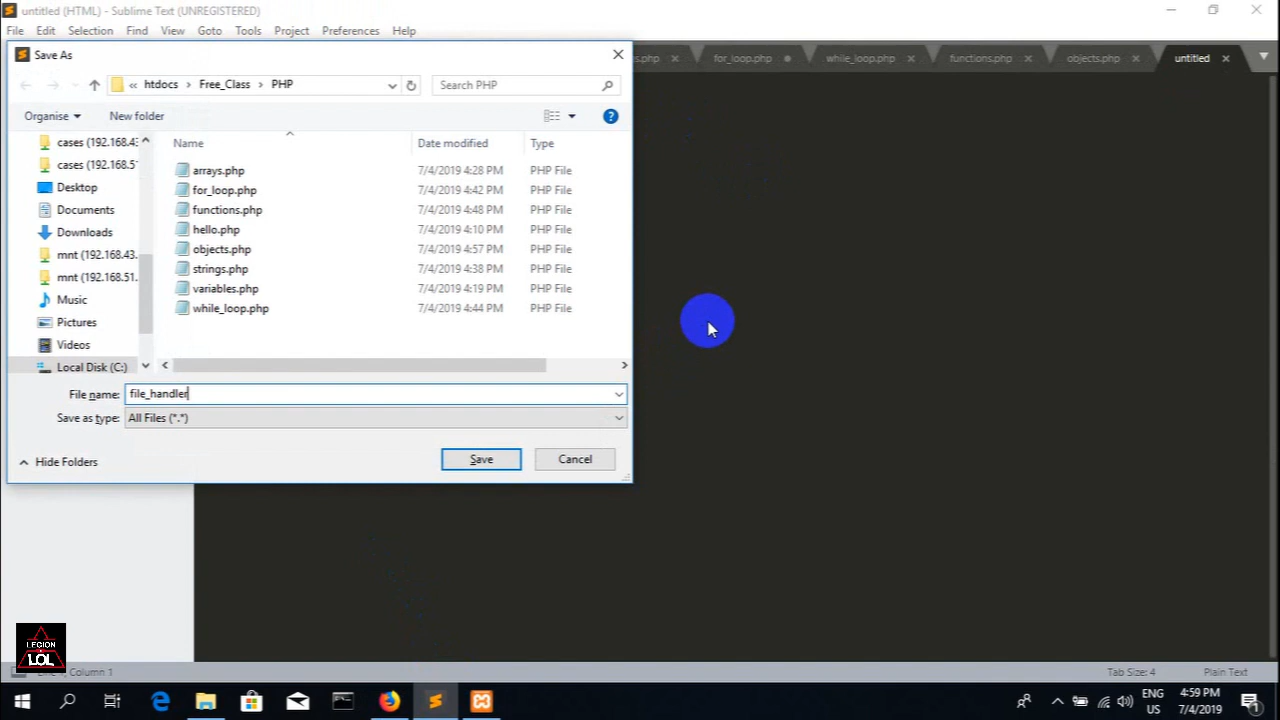 untitled (HTML) - Sublime Text (UNREGISTERED)
File Edit Selection Find View Goto Tools Project Preferences Help
Save As
s.php for_loop.php while_loop.php functions.php objects.php untitled
« htdocs > Free_Class > PHP
Search PHP
Organise New folder
Name Date modified Type
cases (192.168.43
cases (192.168.5
Desktop
Documents
Downloads
mnt (192.168.43.
mnt (192.168.51.
Music
Pictures
Videos
Local Disk (C:)
arrays.php 7/4/2019 4:28 PM PHP File
for_loop.php 7/4/2019 4:42 PM PHP File
functions.php 7/4/2019 4:48 PM PHP File
hello.php 7/4/2019 4:10 PM PHP File
objects.php 7/4/2019 4:57 PM PHP File
strings.php 7/4/2019 4:38 PM PHP File
variables.php 7/4/2019 4:19 PM PHP File
while_loop.php 7/4/2019 4:44 PM PHP File
File name: file_handler
Save as type: All Files (*.*)
Hide Folders
Save Cancel
LEGION
LOL
1, Column 1
Tab Size: 4 Plain Text
ENG
US
4:59 PM
7/4/2019
1